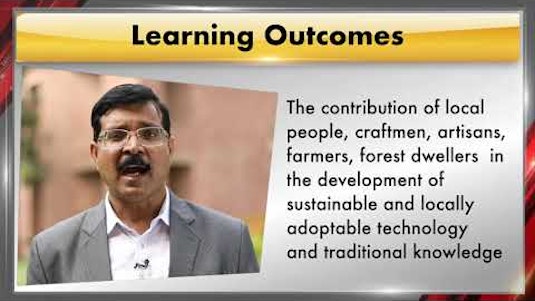 Learning Outcomes
The contribution of local
people, craftmen, artisans,
farmers, forest dwellers in
the development of
sustainable and locally
adoptable technology
and traditional knowledge